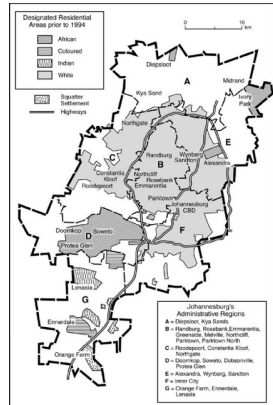 Designated Residential
Areas prior to 1994
African
Coloured
Indian
White
Squatter
Settlement
Highways
0
10
km
Diepsloot
A
Midrand
Kya Sand
Ivory
Park
Northgate
E
Randburg
Wynberg
Sandton
B
C
Alexandra
Constantia
Kloof
Northcliff
Rosebank
Emmarentia
Roodepoort
Parktown
Johannesburg
CBD
Doornkop
Soweto
D
F
Protea Glen
Lenasia
G
Ennerdale
Orange Farm
Johannesburg's
Administrative Regions
A = Diepsloot, Kya Sands
B = Randburg, Rosebank,Emmarentia,
Greenside, Melville, Northcliff,
Parktown, Parktown North
C = Roodepoort, Constantia Kloof,
Northgate
D = Doornkop, Soweto, Dobsonville,
Protea Glen
E = Alexandra, Wynberg, Sandton
F = Inner City
G = Orange Farm, Ennerdale,
Lenasia